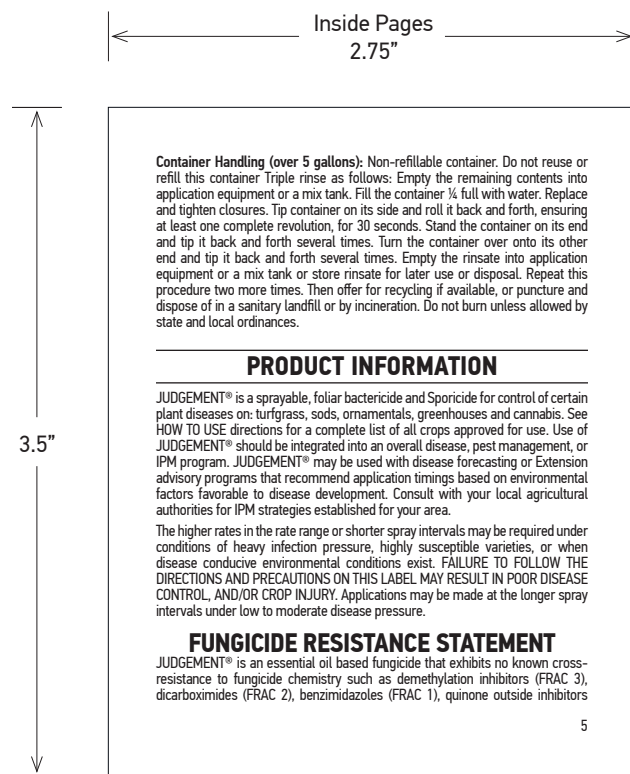 Inside Pages
2.75”
3.5”
Container Handling (over 5 gallons): Non-refillable container. Do not reuse or
refill this container Triple rinse as follows: Empty the remaining contents into
application equipment or a mix tank. Fill the container ¼ full with water. Replace
and tighten closures. Tip container on its side and roll it back and forth, ensuring
at least one complete revolution, for 30 seconds. Stand the container on its end
and tip it back and forth several times. Turn the container over onto its other
end and tip it back and forth several times. Empty the rinsate into application
equipment or a mix tank or store rinsate for later use or disposal. Repeat this
procedure two more times. Then offer for recycling if available, or puncture and
dispose of in a sanitary landfill or by incineration. Do not burn unless allowed by
state and local ordinances.
PRODUCT INFORMATION
JUDGEMENT® is a sprayable, foliar bactericide and Sporicide for control of certain
plant diseases on: turfgrass, sods, ornamentals, greenhouses and cannabis. See
HOW TO USE directions for a complete list of all crops approved for use. Use of
JUDGEMENT® should be integrated into an overall disease, pest management, or
IPM program. JUDGEMENT® may be used with disease forecasting or Extension
advisory programs that recommend application timings based on environmental
factors favorable to disease development. Consult with your local agricultural
authorities for IPM strategies established for your area.
The higher rates in the rate range or shorter spray intervals may be required under
conditions of heavy infection pressure, highly susceptible varieties, or when
disease conducive environmental conditions exist. FAILURE TO FOLLOW THE
DIRECTIONS AND PRECAUTIONS ON THIS LABEL MAY RESULT IN POOR DISEASE
CONTROL, AND/OR CROP INJURY. Applications may be made at the longer spray
intervals under low to moderate disease pressure.
FUNGICIDE RESISTANCE STATEMENT
JUDGEMENT® is an essential oil based fungicide that exhibits no known cross-
resistance to fungicide chemistry such as demethylation inhibitors (FRAC 3),
dicarboximides (FRAC 2), benzimidazoles (FRAC 1), quinone outside inhibitors
5